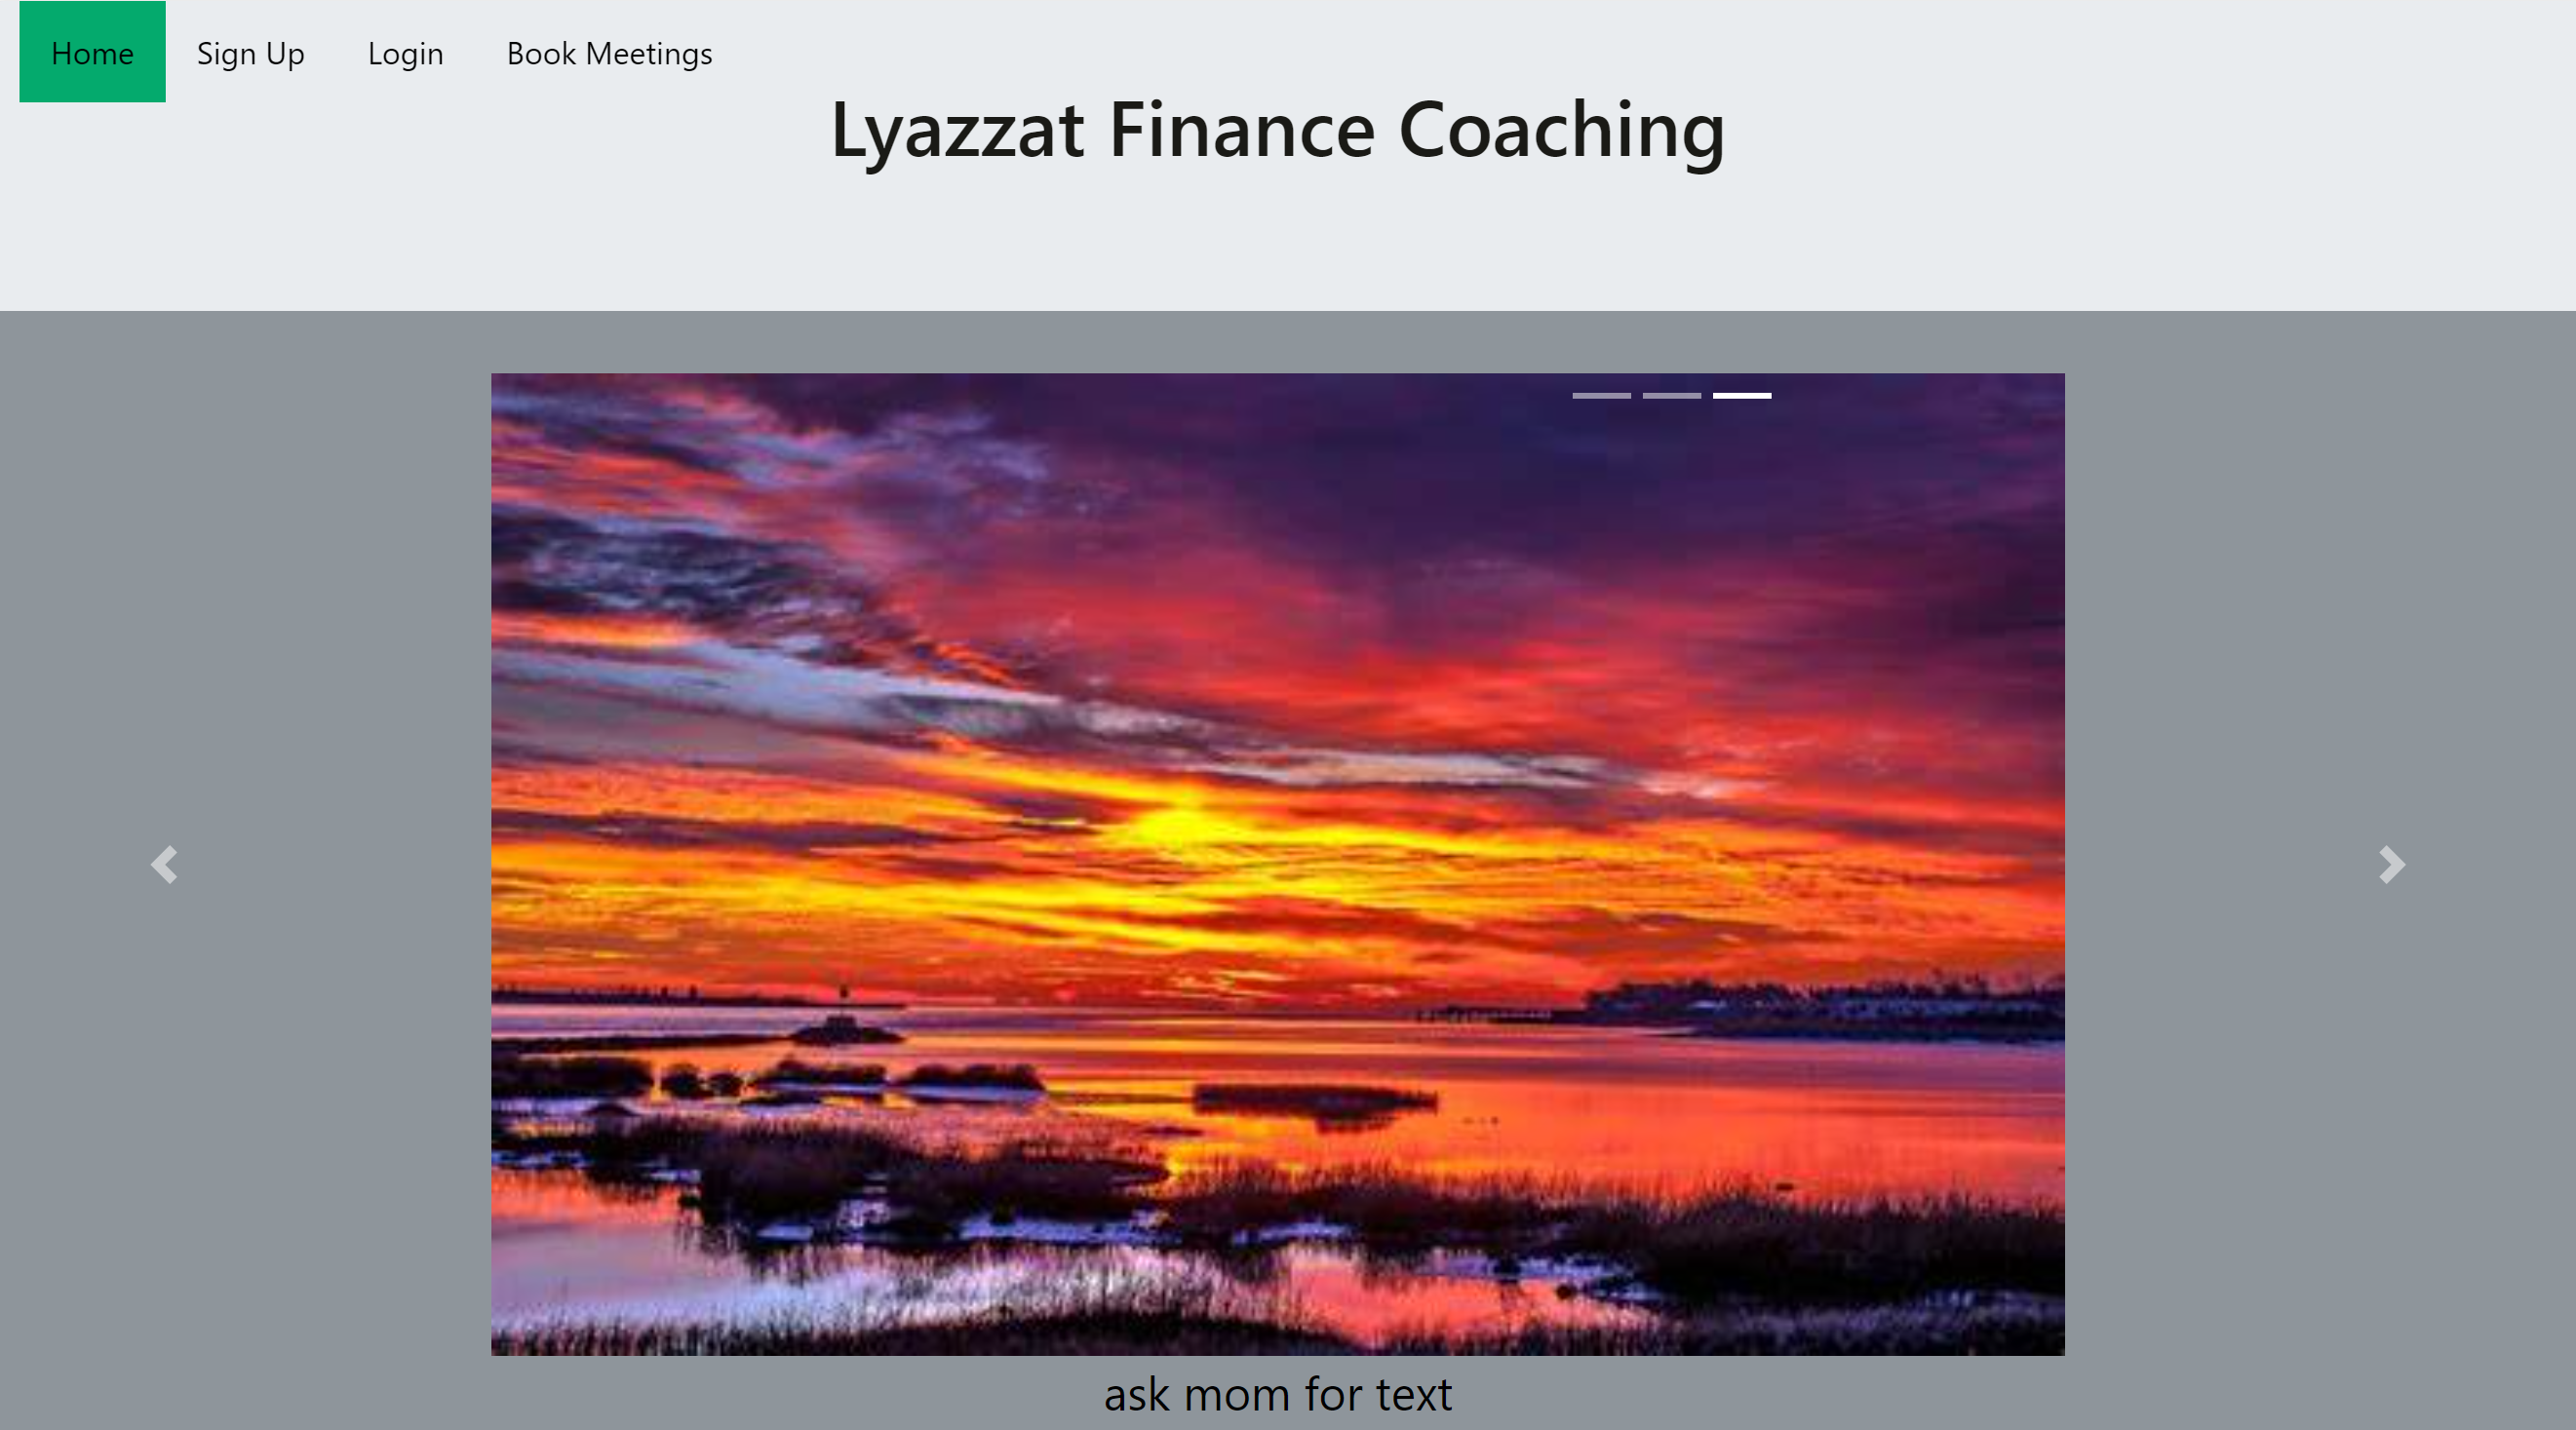 Home Sign Up Login Book Meetings
Lyazzat Finance Coaching
ask mom for text